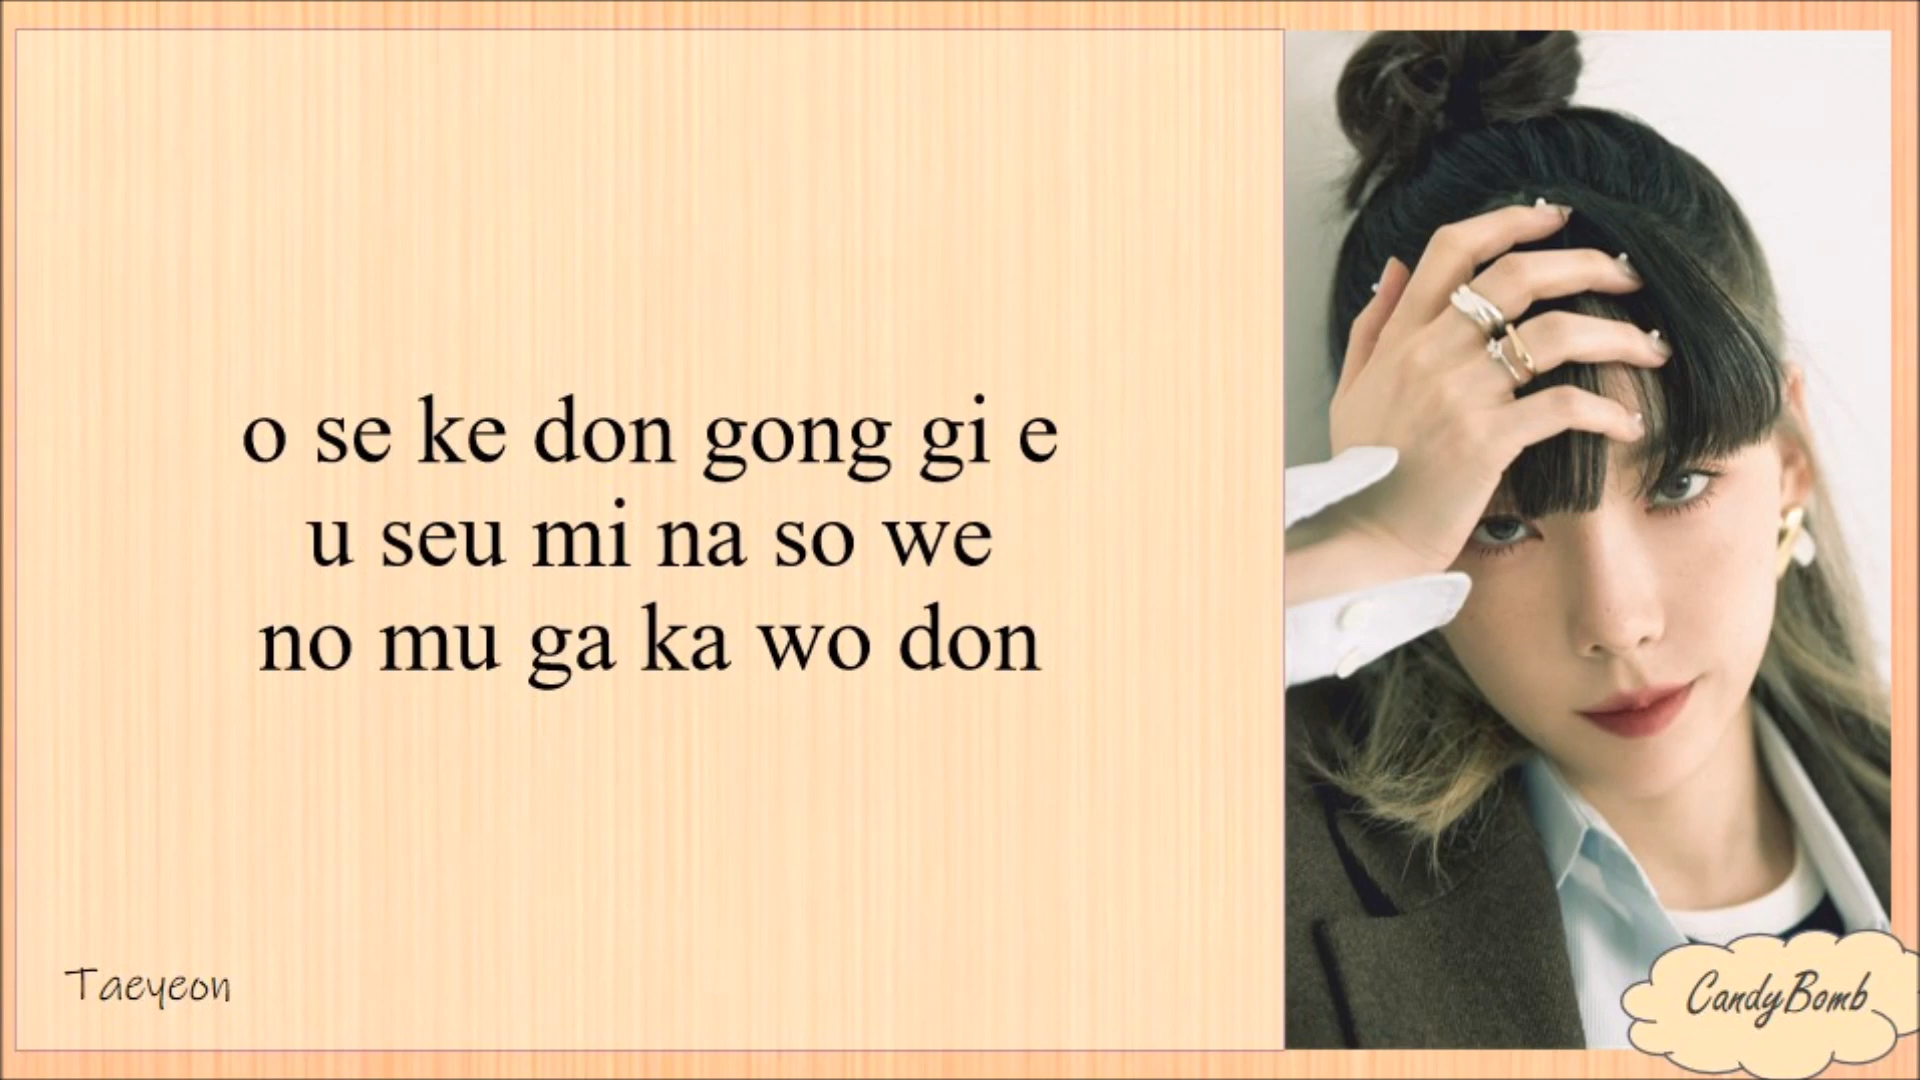 o se ke don gong gi e
u seu mi na so we
no mu ga ka wo don
Taeyeon
CandyBomb